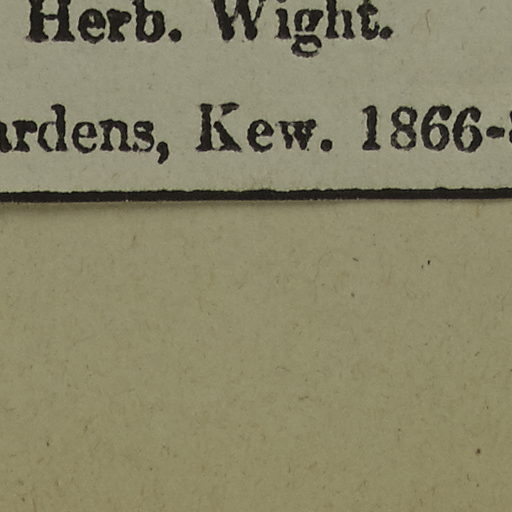 Herb. Wight.
ardens, Kew. 1866-